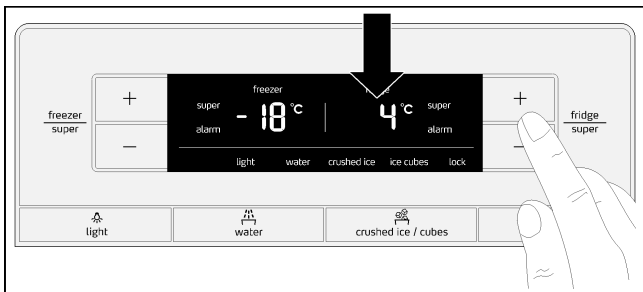 freezer
super
+
−
freezer
super
alarm
- 18 °C
4 °C
super
alarm
light water crushed ice ice cubes lock
+
−
fridge
super
light
water
crushed ice / cubes